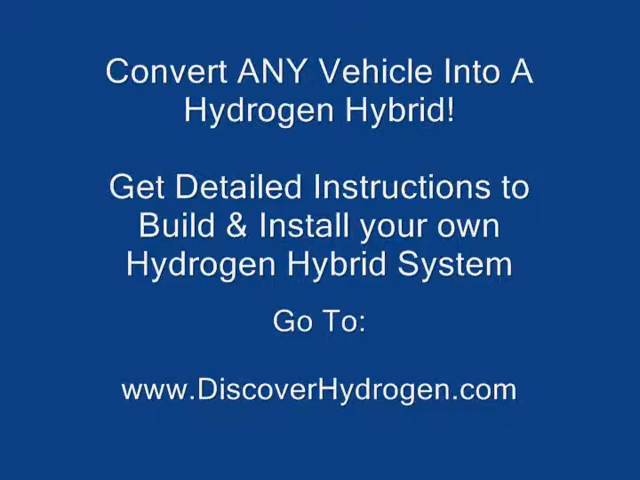 Convert ANY Vehicle Into A
Hydrogen Hybrid!
Get Detailed Instructions to
Build & Install your own
Hydrogen Hybrid System
Go To:
www.DiscoverHydrogen.com